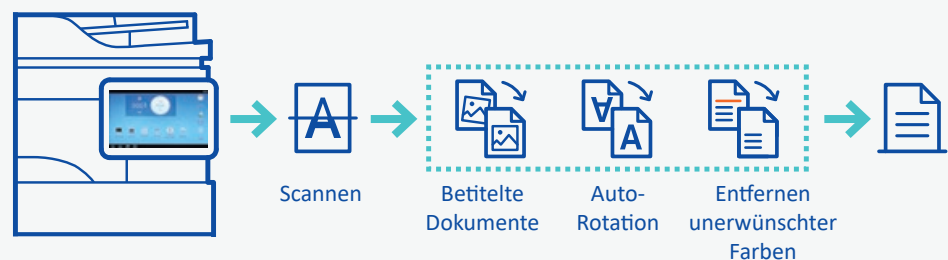 Scannen
Betitelte
Dokumente
Auto-
Rotation
Entfernen
unerwünschter
Farben
A
A
A